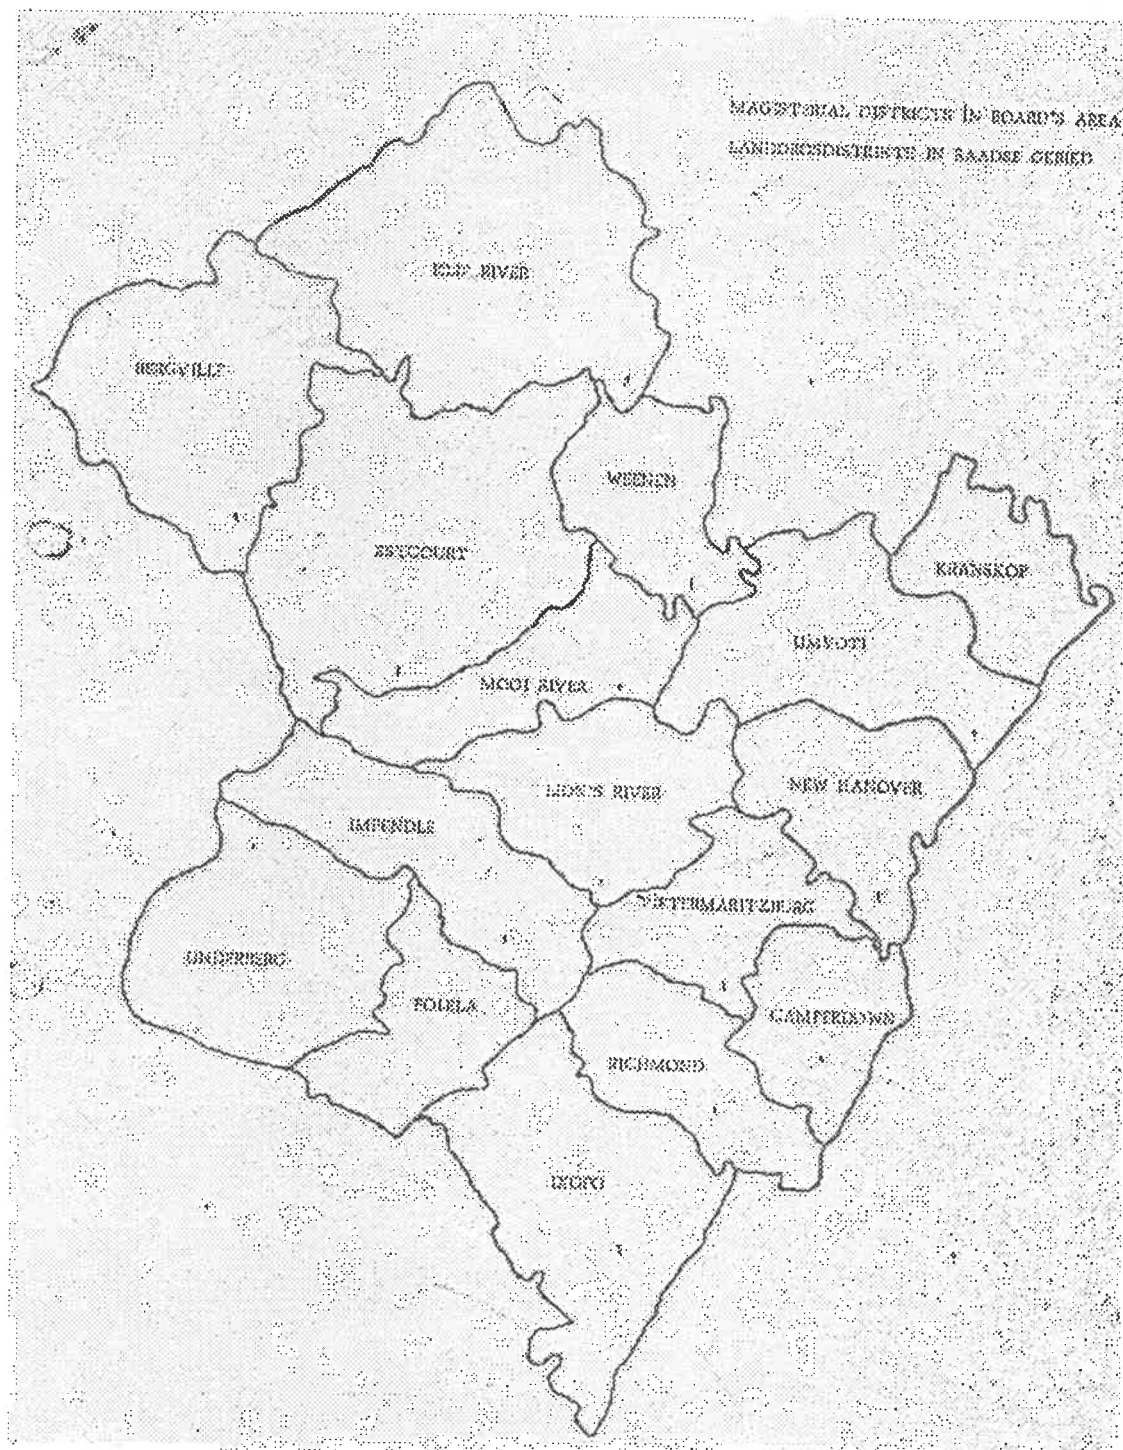 MAGISTERIAL DISTRICTS IN BOARD'S AREA
LANDDROSDISTRIKTE IN RAADSE GEBIED
KLIP RIVER
BERGVILLE
WEENEN
ESTCOURT
KRANSKOP
UMVOTI
MOOI RIVER
LION'S RIVER
NEW HANOVER
IMPENDLE
PIETERMARITZBURG
UNDERBERG
POLELA
CAMPERDOWN
RICHMOND
IXOPO